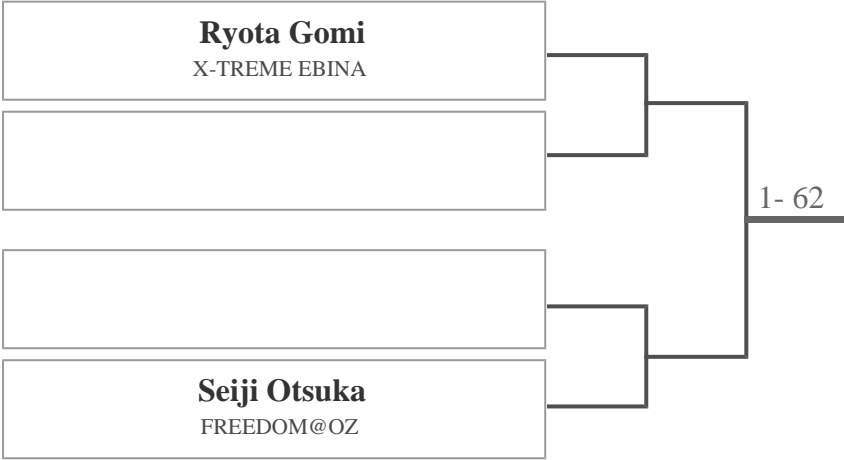 Ryota Gomi
X-TREME EBINA
1- 62
Seiji Otsuka
FREEDOM@OZ